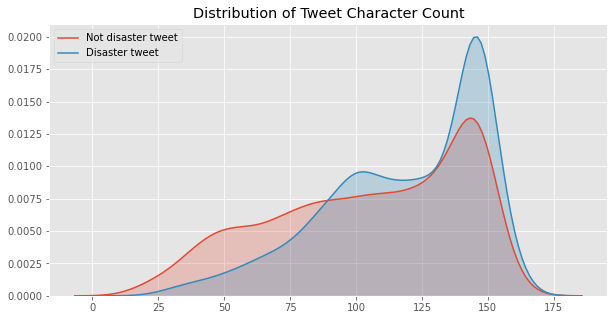 Distribution of Tweet Character Count
Not disaster tweet
Disaster tweet
0.0200
0.0175
0.0150
0.0125
0.0100
0.0075
0.0050
0.0025
0.0000
0 25 50 75 100 125 150 175